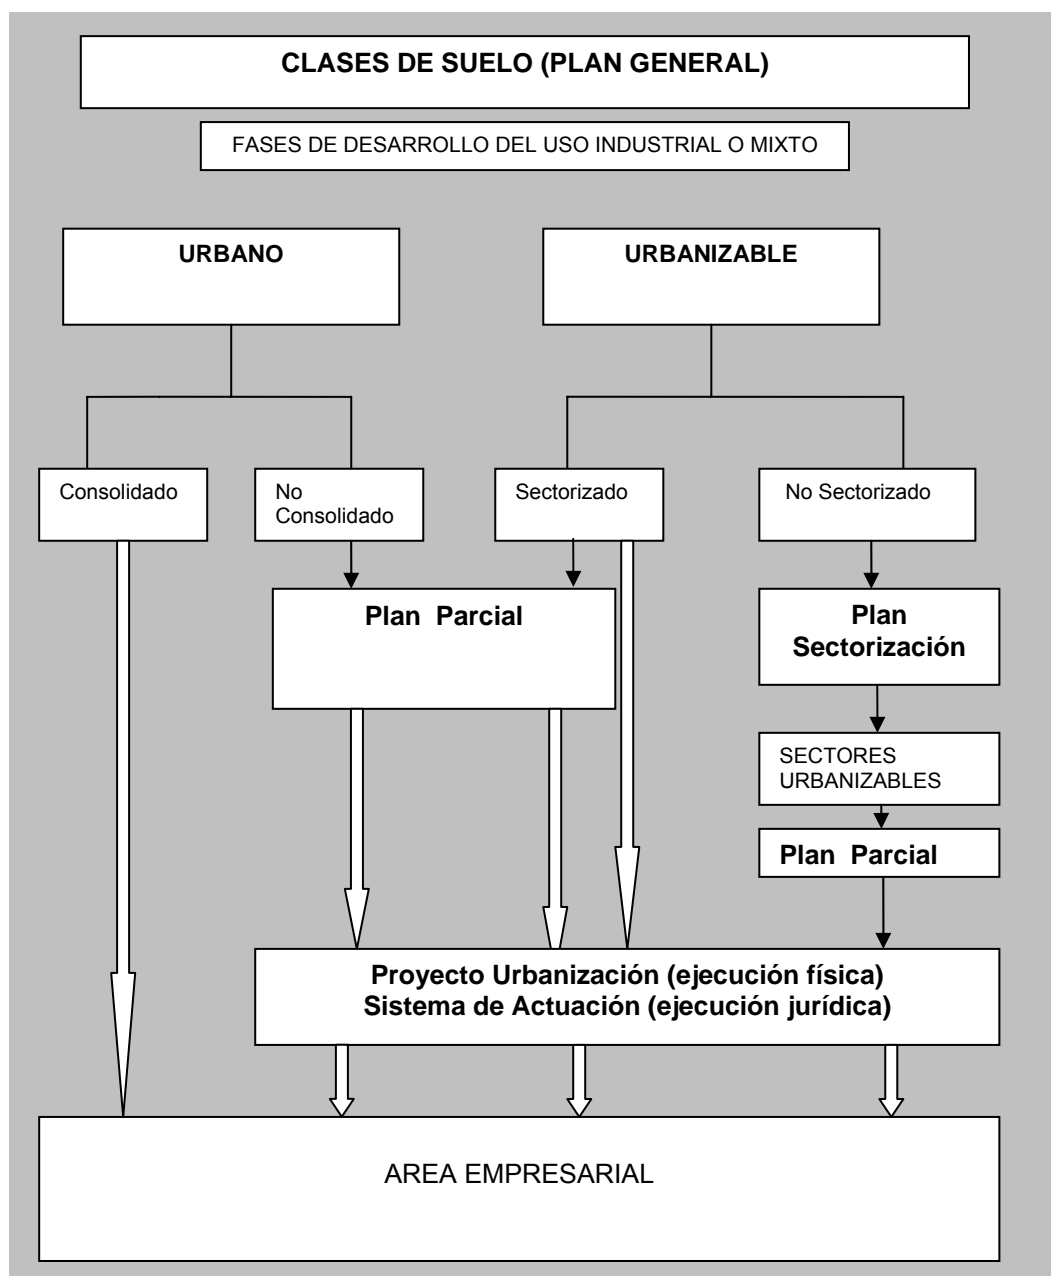 CLASES DE SUELO (PLAN GENERAL)
FASES DE DESARROLLO DEL USO INDUSTRIAL O MIXTO
URBANO
URBANIZABLE
Consolidado
No
Consolidado
Sectorizado
No Sectorizado
Plan Parcial
Plan
Sectorización
SECTORES
URBANIZABLES
Plan Parcial
Proyecto Urbanización (ejecución física)
Sistema de Actuación (ejecución jurídica)
AREA EMPRESARIAL